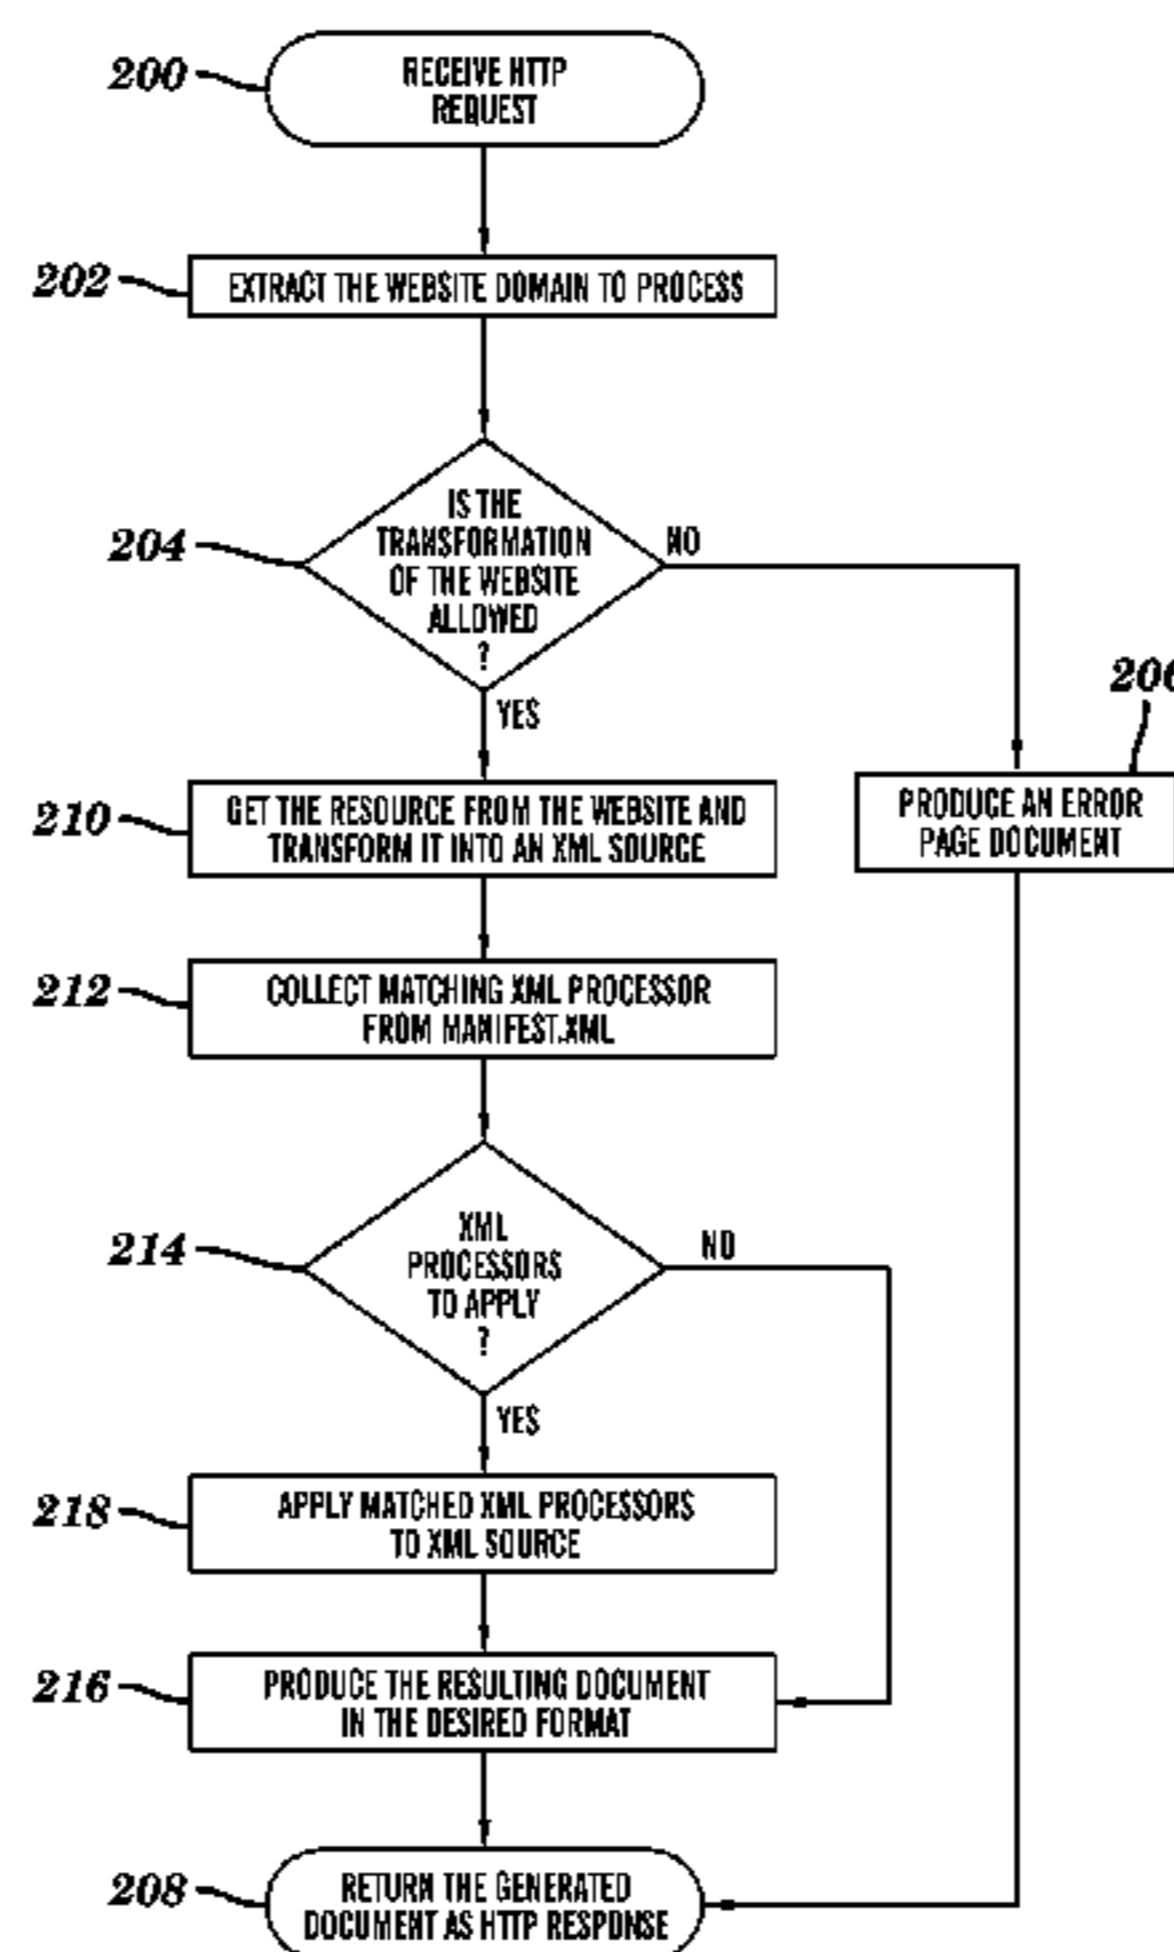 200
RECEIVE HTTP
REQUEST
202
EXTRACT THE WEBSITE DOMAIN TO PROCESS
204
IS THE
TRANSFORMATION
OF THE WEBSITE
ALLOWED
?
NO
YES
206
PRODUCE AN ERROR
PAGE DOCUMENT
210
GET THE RESOURCE FROM THE WEBSITE AND
TRANSFORM IT INTO AN XML SOURCE
212
COLLECT MATCHING XML PROCESSOR
FROM MANIFEST.XML
214
XML
PROCESSORS
TO APPLY
?
NO
YES
218
APPLY MATCHED XML PROCESSORS
TO XML SOURCE
216
PRODUCE THE RESULTING DOCUMENT
IN THE DESIRED FORMAT
208
RETURN THE GENERATED
DOCUMENT AS HTTP RESPONSE